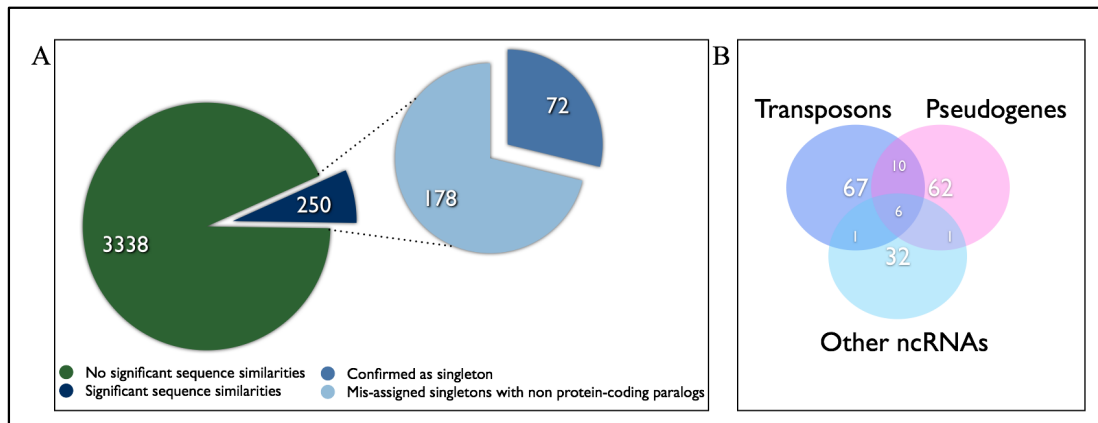 A
72
178
250
3338
No significant sequence similarities
Significant sequence similarities
Confirmed as singleton
Mis-assigned singletons with non protein-coding paralogs
B
Transposons Pseudogenes
10
67 62
6
1 1
32
Other ncRNAs